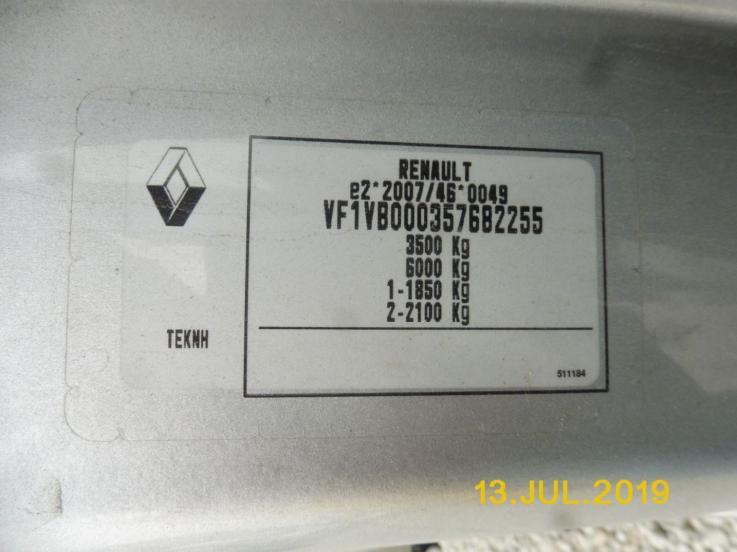 RENAULT
e2*2007/46*0049
VF1VB000357682255
3500 Kg
6000 Kg
1-1850 Kg
2-2100 Kg
TEKNH
511184
13.JUL.2019